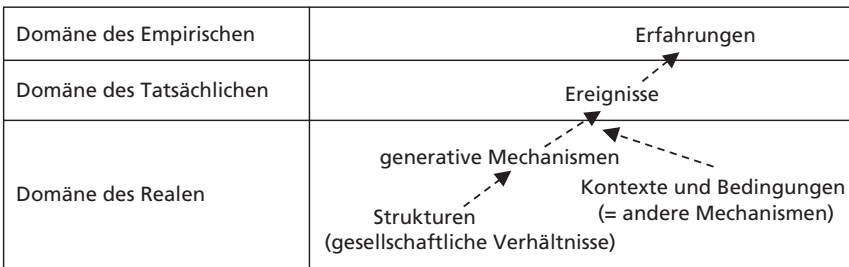 Domäne des Empirischen
Erfahrungen
Domäne des Tatsächlichen
Ereignisse
generative Mechanismen
Domäne des Realen
Kontexte und Bedingungen
(= andere Mechanismen)
Strukturen
(gesellschaftliche Verhältnisse)